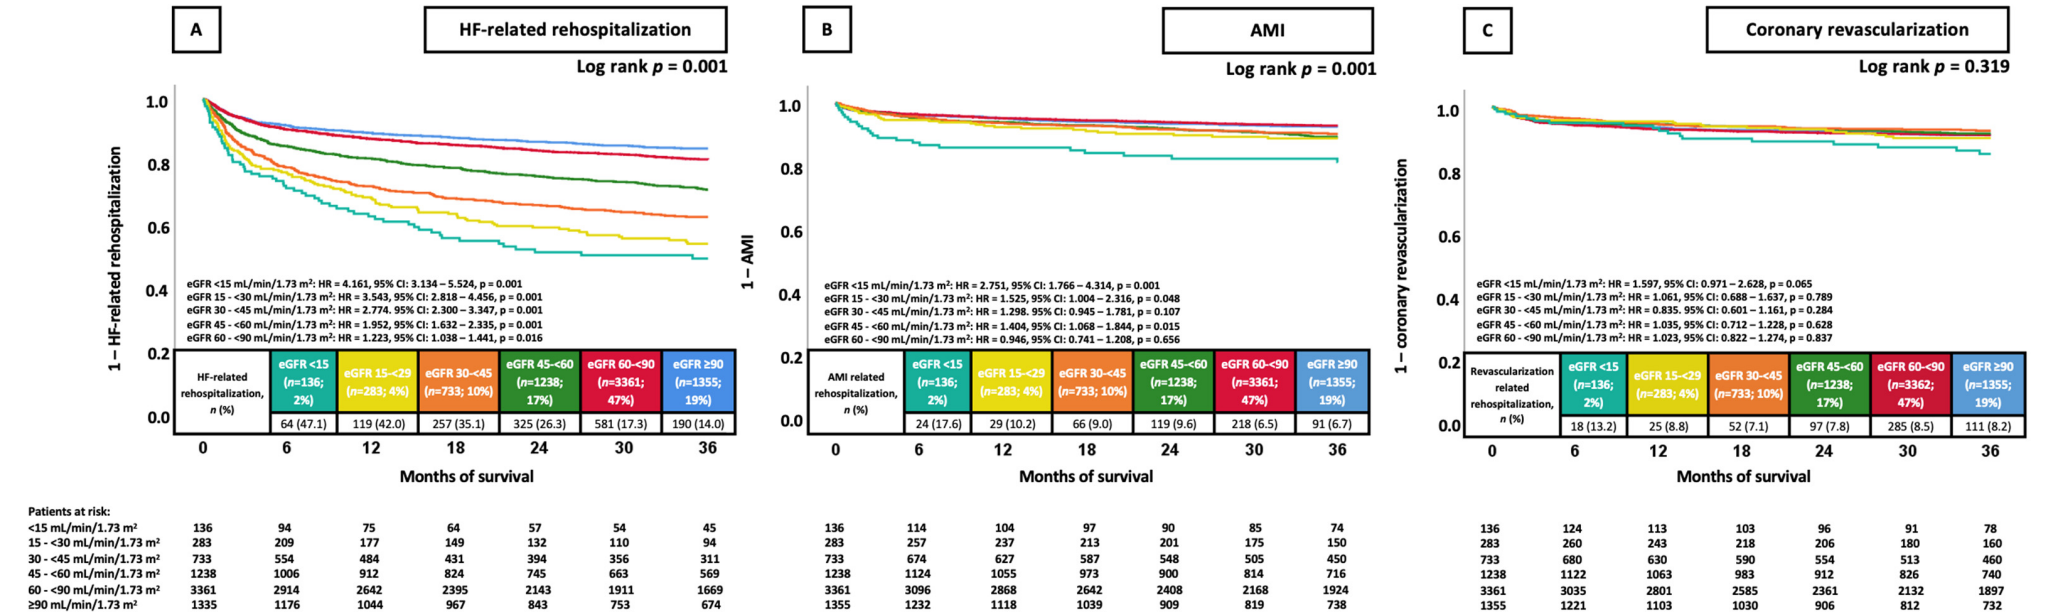 A
HF-related rehospitalization
Log rank p = 0.001
1 – HF-related rehospitalization
1.0
0.8
0.6
0.4
0.2
0.0
eGFR <15 mL/min/1.73 m²: HR = 4.161, 95% CI: 3.134 – 5.524, p = 0.001
eGFR 15 - <30 mL/min/1.73 m²: HR = 3.543, 95% CI: 2.818 – 4.456, p = 0.001
eGFR 30 - <45 mL/min/1.73 m²: HR = 2.774. 95% CI: 2.300 – 3.347, p = 0.001
eGFR 45 - <60 mL/min/1.73 m²: HR = 1.952, 95% CI: 1.632 – 2.335, p = 0.001
eGFR 60 - <90 mL/min/1.73 m²: HR = 1.223, 95% CI: 1.038 – 1.441, p = 0.016
HF-related rehospitalization, n (%)
eGFR <15 (n=136; 2%)
eGFR 15-<29 (n=283; 4%)
eGFR 30-<45 (n=733; 10%)
eGFR 45-<60 (n=1238; 17%)
eGFR 60-<90 (n=3361; 47%)
eGFR ≥90 (n=1355; 19%)
64 (47.1) 119 (42.0) 257 (35.1) 325 (26.3) 581 (17.3) 190 (14.0)
0 6 12 18 24 30 36
Months of survival
B
AMI
Log rank p = 0.001
1 – AMI
1.0
0.8
0.6
0.4
0.2
0.0
eGFR <15 mL/min/1.73 m²: HR = 2.751, 95% CI: 1.766 – 4.314, p = 0.001
eGFR 15 - <30 mL/min/1.73 m²: HR = 1.525, 95% CI: 1.004 – 2.316, p = 0.048
eGFR 30 - <45 mL/min/1.73 m²: HR = 1.298. 95% CI: 0.945 – 1.781, p = 0.107
eGFR 45 - <60 mL/min/1.73 m²: HR = 1.404, 95% CI: 1.068 – 1.844, p = 0.015
eGFR 60 - <90 mL/min/1.73 m²: HR = 0.946, 95% CI: 0.741 – 1.208, p = 0.656
AMI related rehospitalization, n (%)
eGFR <15 (n=136; 2%)
eGFR 15-<29 (n=283; 4%)
eGFR 30-<45 (n=733; 10%)
eGFR 45-<60 (n=1238; 17%)
eGFR 60-<90 (n=3361; 47%)
eGFR ≥90 (n=1355; 19%)
24 (17.6) 29 (10.2) 66 (9.0) 119 (9.6) 218 (6.5) 91 (6.7)
0 6 12 18 24 30 36
Months of survival
C
Coronary revascularization
Log rank p = 0.319
1 – coronary revascularization
1.0
0.8
0.6
0.4
0.2
0.0
eGFR <15 mL/min/1.73 m²: HR = 1.597, 95% CI: 0.971 – 2.628, p = 0.065
eGFR 15 - <30 mL/min/1.73 m²: HR = 1.061, 95% CI: 0.688 – 1.637, p = 0.789
eGFR 30 - <45 mL/min/1.73 m²: HR = 0.835. 95% CI: 0.601 – 1.161, p = 0.284
eGFR 45 - <60 mL/min/1.73 m²: HR = 1.035, 95% CI: 0.712 – 1.228, p = 0.628
eGFR 60 - <90 mL/min/1.73 m²: HR = 1.023, 95% CI: 0.822 – 1.274, p = 0.837
Revascularization related rehospitalization, n (%)
eGFR <15 (n=136; 2%)
eGFR 15-<29 (n=283; 4%)
eGFR 30-<45 (n=733; 10%)
eGFR 45-<60 (n=1238; 17%)
eGFR 60-<90 (n=3362; 47%)
eGFR ≥90 (n=1355; 19%)
18 (13.2) 25 (8.8) 52 (7.1) 97 (7.8) 285 (8.5) 111 (8.2)
0 6 12 18 24 30 36
Months of survival
Patients at risk:
<15 mL/min/1.73 m² 136 94 75 64 57 54 45 136 114 104 97 90 85 74 136 124 113 103 96 91 78
15 - <30 mL/min/1.73 m² 283 209 177 149 132 110 94 283 257 237 213 201 175 150 283 260 243 218 206 180 160
30 - <45 mL/min/1.73 m² 733 554 484 431 394 356 311 733 674 627 587 548 505 450 733 680 630 590 554 513 460
45 - <60 mL/min/1.73 m² 1238 1006 912 824 745 663 569 1238 1124 1055 973 900 814 716 1238 1122 1063 983 912 826 740
60 - <90 mL/min/1.73 m² 3361 2914 2642 2395 2143 1911 1669 3361 3096 2868 2642 2408 2168 1924 3361 3035 2801 2585 2361 2132 1897
≥90 mL/min/1.73 m² 1335 1176 1044 967 843 753 674 1355 1232 1118 1039 909 819 738 1355 1221 1103 1030 906 812 732